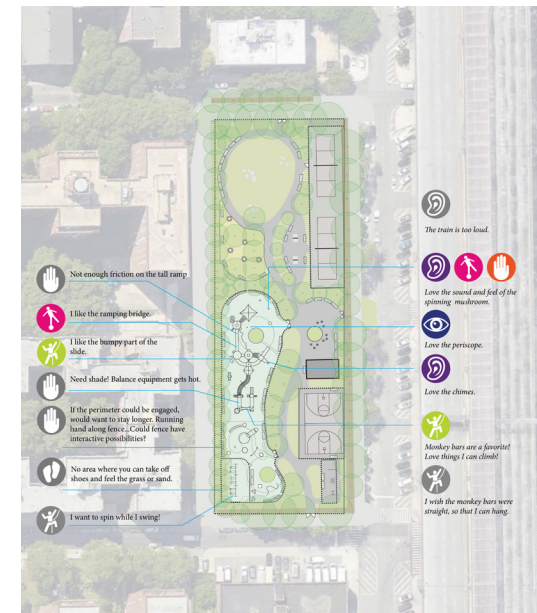 The train is too loud.
Not enough friction on the tall ramp
Love the sound and feel of the
spinning mushroom.
I like the ramping bridge.
Love the periscope.
I like the bumpy part of the
slide.
Need shade! Balance equipment gets hot.
Love the chimes.
If the perimeter could be engaged,
would want to stay longer. Running
hand along fence...Could fence have
interactive possibilities?
Monkey bars are a favorite!
Love things I can climb!
No area where you can take off
shoes and feel the grass or sand.
I wish the monkey bars were
straight, so that I can hang.
I want to spin while I swing!